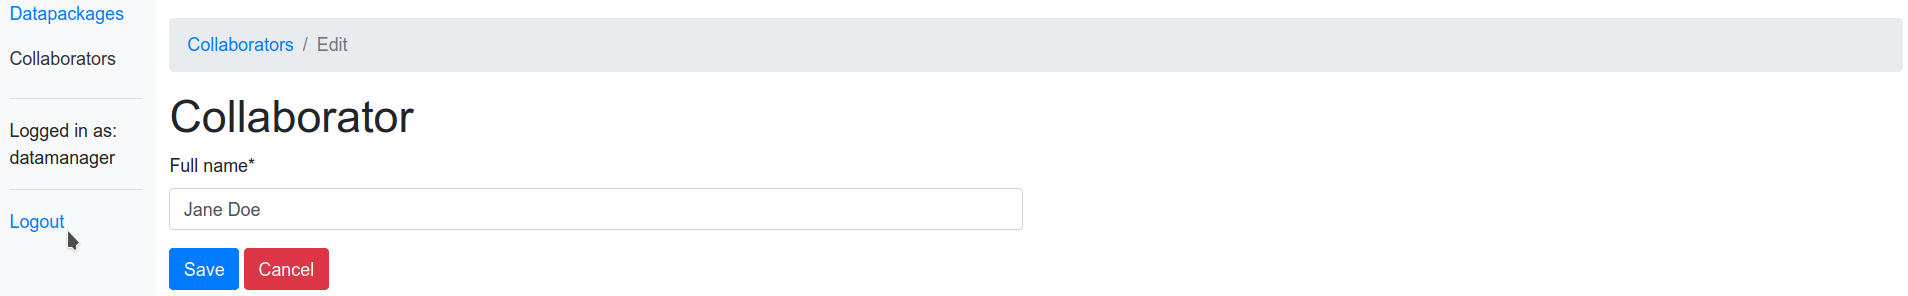 Datapackages
Collaborators
Logged in as:
datamanager
Logout
Collaborators / Edit
Collaborator
Full name*
Jane Doe
Save Cancel